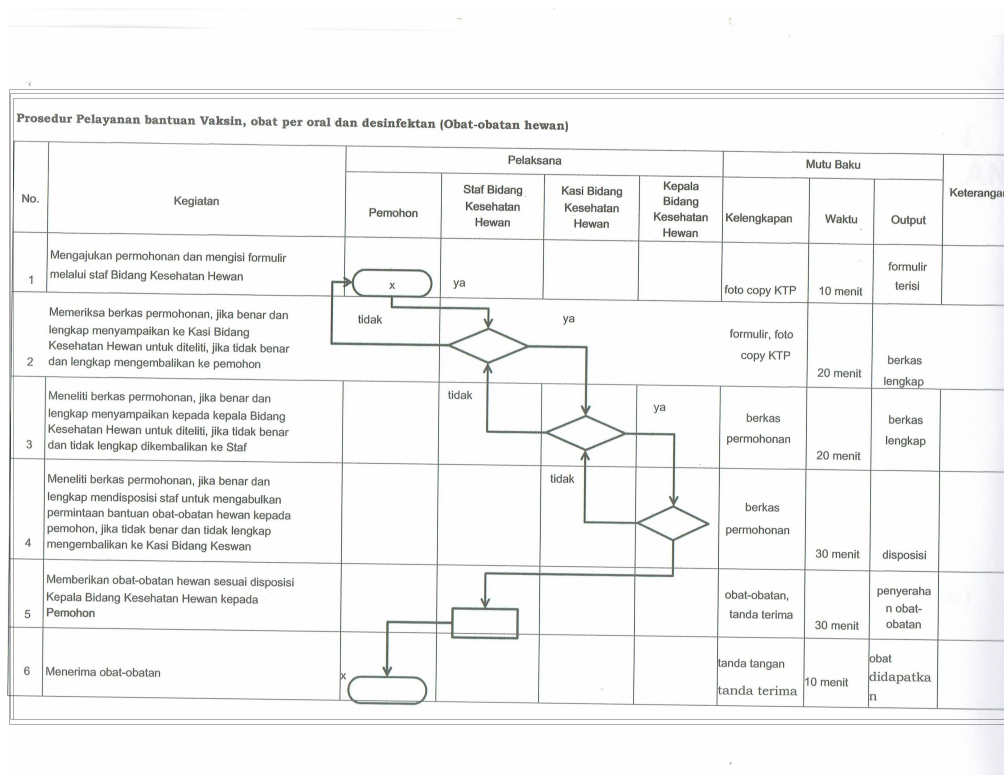 Prosedur Pelayanan bantuan Vaksin, obat per oral dan desinfektan (Obat-obatan hewan)
No.
Kegiatan
Pelaksana
Mutu Baku
Keterangan
Pemohon
Staf Bidang
Kesehatan
Hewan
Kasi Bidang
Kesehatan
Hewan
Kepala
Bidang
Kesehatan
Hewan
Kelengkapan
Waktu
Output
1
Mengajukan permohonan dan mengisi formulir
melalui staf Bidang Kesehatan Hewan
x
ya
foto copy KTP
10 menit
formulir
terisi
2
Memeriksa berkas permohonan, jika benar dan
lengkap menyampaikan ke Kasi Bidang
Kesehatan Hewan untuk diteliti, jika tidak benar
dan lengkap mengembalikan ke pemohon
tidak
ya
formulir, foto
copy KTP
20 menit
berkas
lengkap
3
Meneliti berkas permohonan, jika benar dan
lengkap menyampaikan kepada kepala Bidang
Kesehatan Hewan untuk diteliti, jika tidak benar
dan tidak lengkap dikembalikan ke Staf
tidak
ya
berkas
permohonan
20 menit
berkas
lengkap
4
Meneliti berkas permohonan, jika benar dan
lengkap mendisposisi staf untuk mengabulkan
permintaan bantuan obat-obatan hewan kepada
pemohon, jika tidak benar dan tidak lengkap
mengembalikan ke Kasi Bidang Keswan
tidak
berkas
permohonan
30 menit
disposisi
5
Memberikan obat-obatan hewan sesuai disposisi
Kepala Bidang Kesehatan Hewan kepada
Pemohon
obat-obatan,
tanda terima
30 menit
penyeraha
n obat-
obatan
6
Menerima obat-obatan
x
tanda tangan
tanda terima
10 menit
obat
didapatka
n